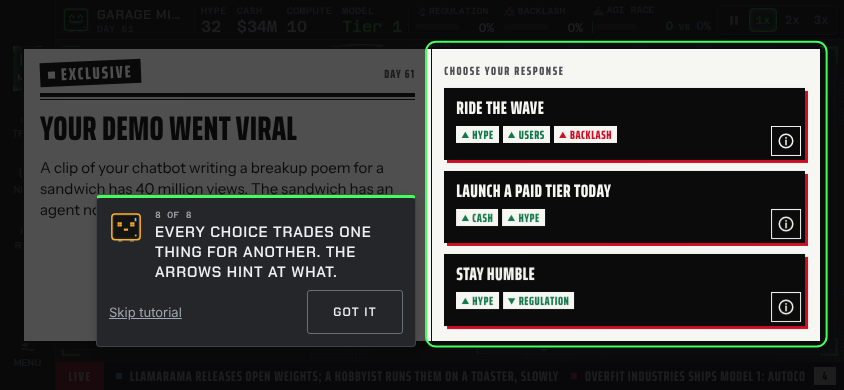 GARAGE MI...
DAY 61
HYPE
32
CASH
$34M
COMPUTE
10
MODEL
Tier 1
REGULATION
0%
BACKLASH
0%
AGI RACE
0 vs 0%
1x
2x
3x
EXCLUSIVE
DAY 61
YOUR DEMO WENT VIRAL
A clip of your chatbot writing a breakup poem for a
sandwich has 40 million views. The sandwich has an
agent
8 OF 8
EVERY CHOICE TRADES ONE
THING FOR ANOTHER. THE
ARROWS HINT AT WHAT.
Skip tutorial
GOT IT
CHOOSE YOUR RESPONSE
RIDE THE WAVE
▲ HYPE ▲ USERS ▲ BACKLASH
LAUNCH A PAID TIER TODAY
▲ CASH ▲ HYPE
STAY HUMBLE
▲ HYPE ▼ REGULATION
MENU
LIVE
LLAMARAMA RELEASES OPEN WEIGHTS; A HOBBYIST RUNS THEM ON A TOASTER, SLOWLY
OVERFIT INDUSTRIES SHIPS MODEL 1: AUTOCO
4